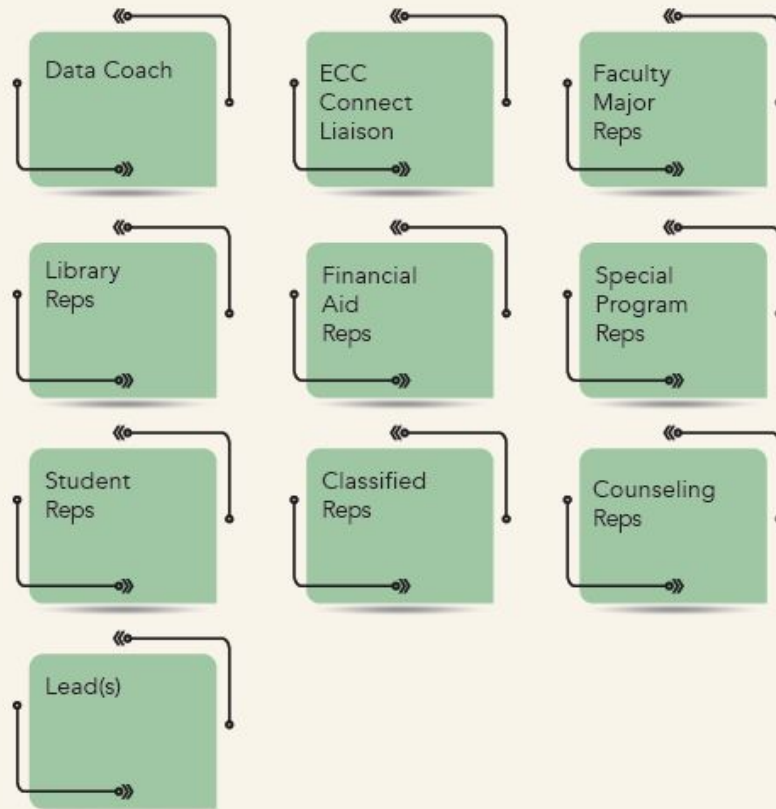 Data Coach
ECC
Connect
Liaison
Faculty
Major
Reps
Library
Reps
Financial
Aid
Reps
Special
Program
Reps
Student
Reps
Classified
Reps
Counseling
Reps
Lead(s)